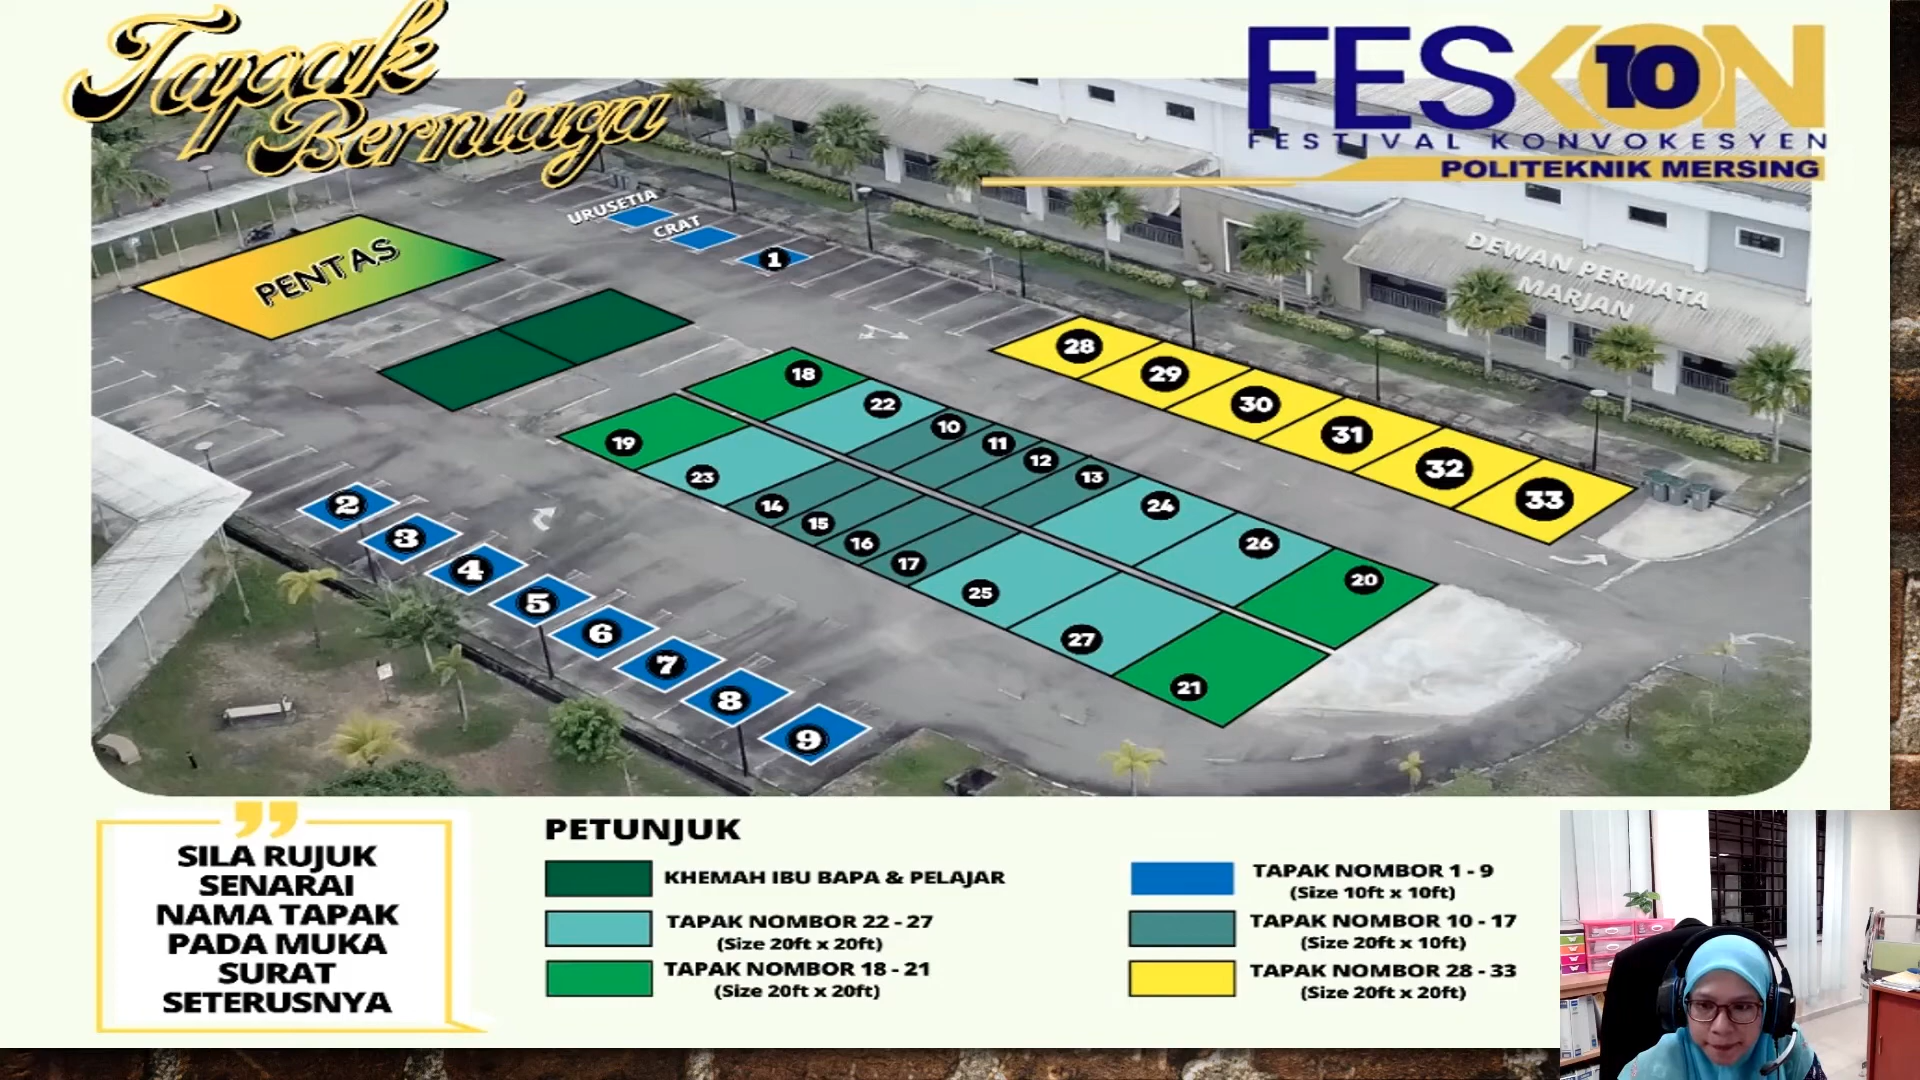 Tapak
Berniaga
FESKON
10
FESTIVAL KONVOKESYEN
POLITEKNIK MERSING
URUSETIA
CRAT
1
PENTAS
DEWAN PERMATA
MARJAN
28
29
30
31
32
33
18
22
10
11
12
13
24
26
20
19
23
14
15
16
17
25
27
21
2
3
4
5
6
7
8
9
SILA RUJUK
SENARAI
NAMA TAPAK
PADA MUKA
SURAT
SETERUSNYA
PETUNJUK
KHEMAH IBU BAPA & PELAJAR
TAPAK NOMBOR 22 - 27
(Size 20ft x 20ft)
TAPAK NOMBOR 18 - 21
(Size 20ft x 20ft)
TAPAK NOMBOR 1 - 9
(Size 10ft x 10ft)
TAPAK NOMBOR 10 - 17
(Size 20ft x 10ft)
TAPAK NOMBOR 28 - 33
(Size 20ft x 20ft)